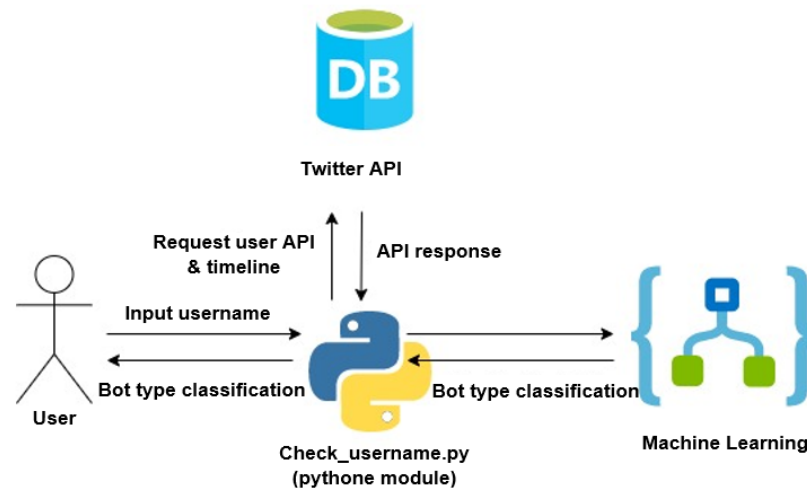 DB
Twitter API
Request user API
& timeline
API response
Input username
Bot type classification
Bot type classification
User
Check_username.py
(pythone module)
Machine Learning